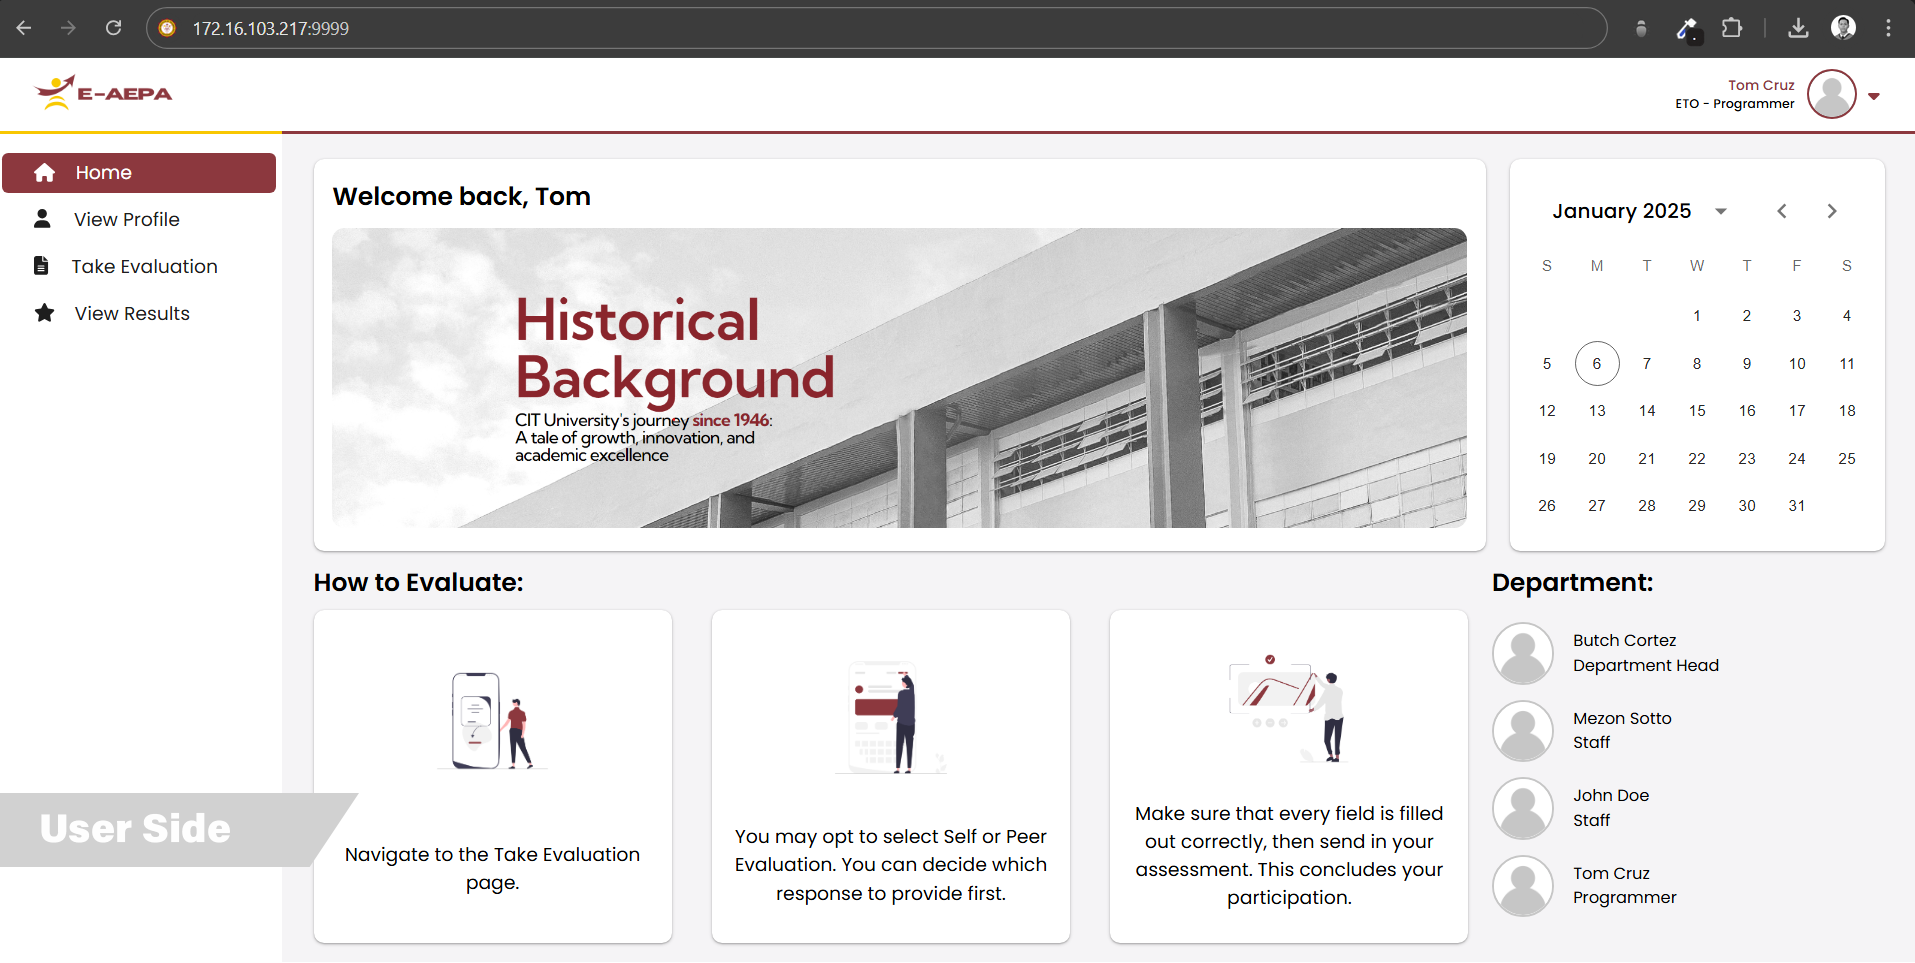 172.16.103.217:9999
E-AEPA
Tom Cruz
ETO - Programmer
Home
View Profile
Take Evaluation
View Results
Welcome back, Tom
Historical
Background
CIT University's journey since 1946:
A tale of growth, innovation, and
academic excellence
January 2025
S M T W T F S
1 2 3 4
5 6 7 8 9 10 11
12 13 14 15 16 17 18
19 20 21 22 23 24 25
26 27 28 29 30 31
How to Evaluate:
Navigate to the Take Evaluation
page.
You may opt to select Self or Peer
Evaluation. You can decide which
response to provide first.
Make sure that every field is filled
out correctly, then send in your
assessment. This concludes your
participation.
Department:
Butch Cortez
Department Head
Mezon Sotto
Staff
John Doe
Staff
Tom Cruz
Programmer
User Side